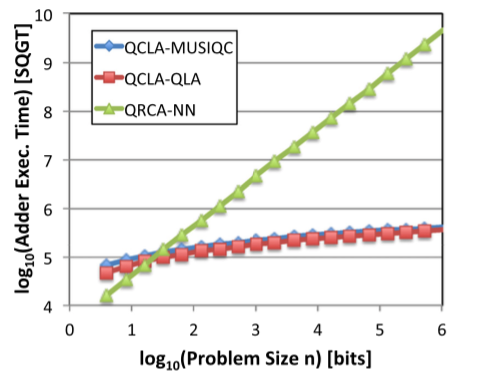 log10(Adder Exec. Time) [SQGT]
10
9
8
7
6
5
4
QCLA-MUSIQC
QCLA-QLA
QRCA-NN
0 1 2 3 4 5 6
log10(Problem Size n) [bits]